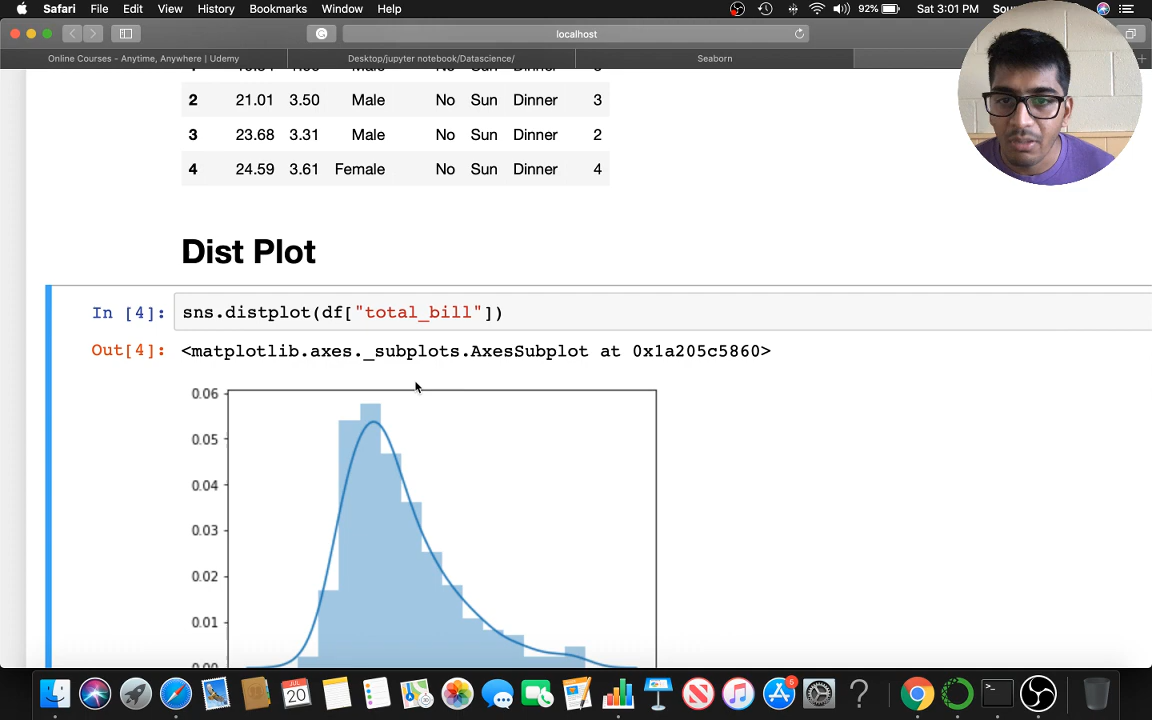 Safari File Edit View History Bookmarks Window Help 92% Sat 3:01 PM
localhost
Online Courses - Anytime, Anywhere | Udemy Desktop/jupyter notebook/Datascience/ Seaborn
2 21.01 3.50 Male No Sun Dinner 3
3 23.68 3.31 Male No Sun Dinner 2
4 24.59 3.61 Female No Sun Dinner 4
Dist Plot
In [4]: sns.distplot(df["total_bill"])
Out[4]: <matplotlib.axes._subplots.AxesSubplot at 0x1a205c5860>
0.06
0.05
0.04
0.03
0.02
0.01
0.00
JUL
20
6